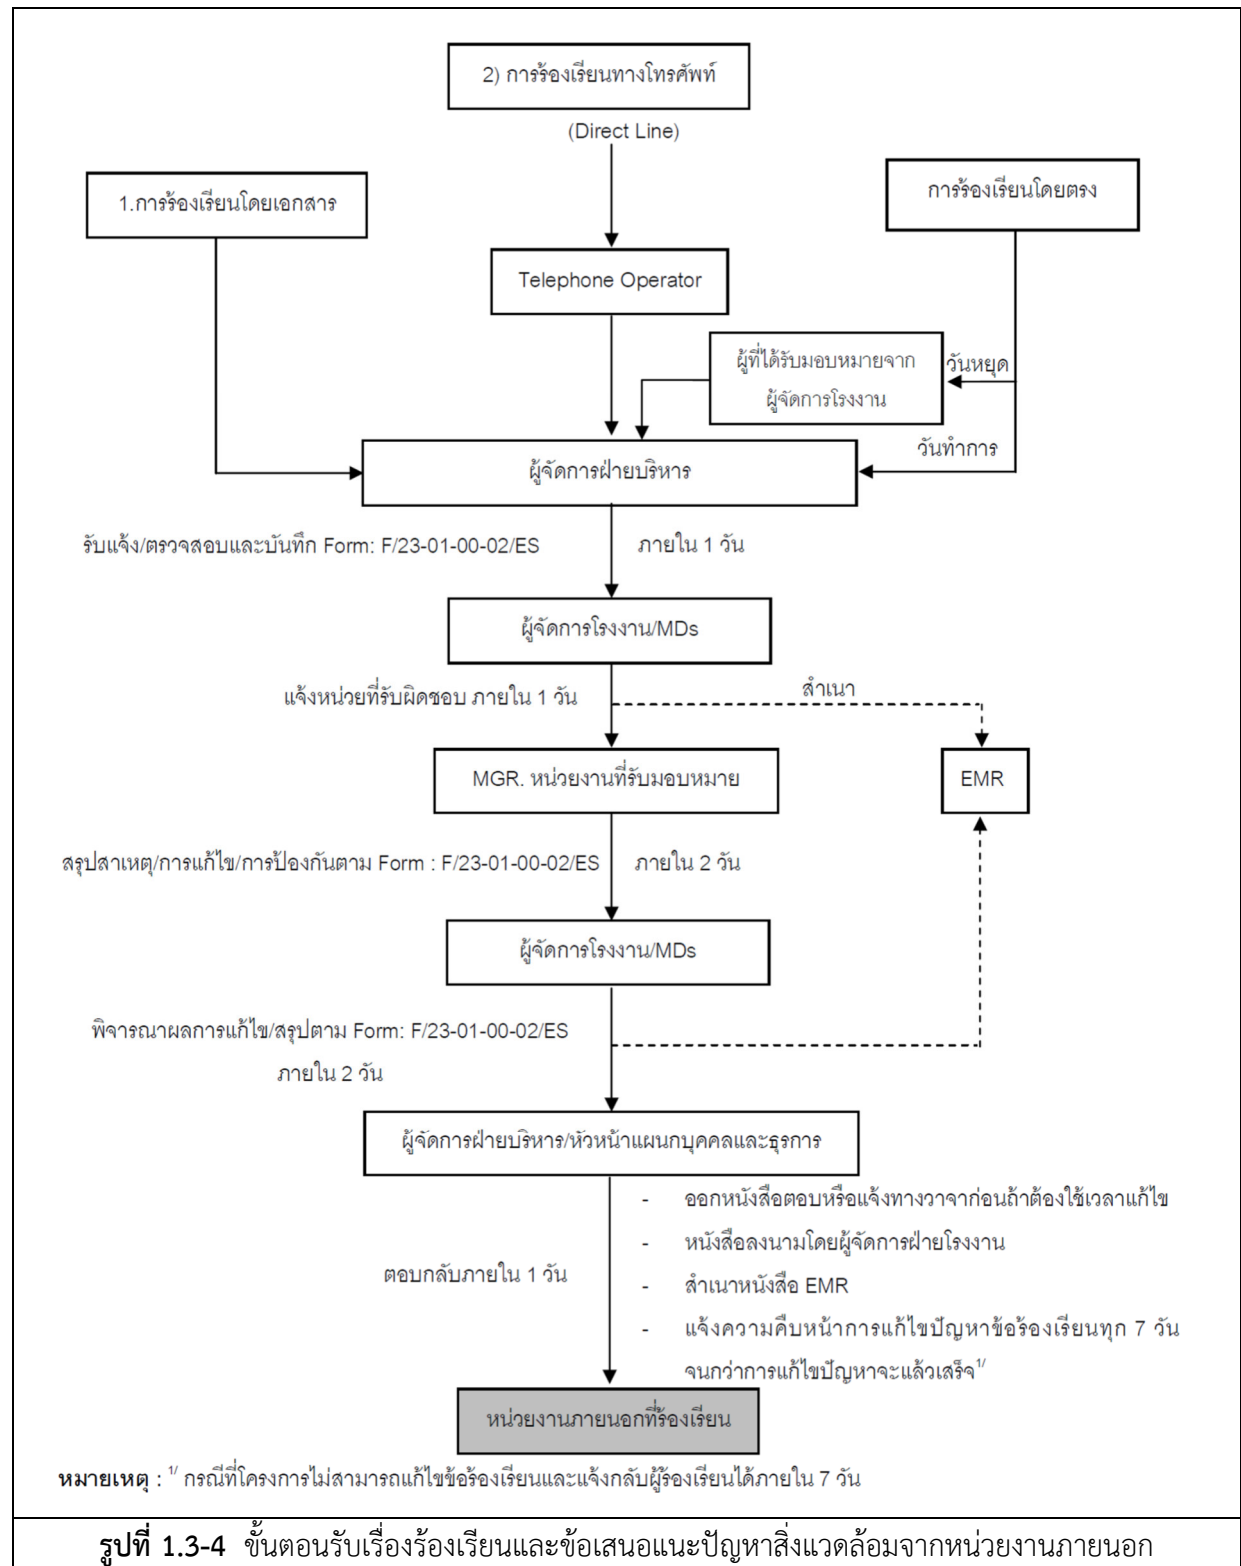 2) การร้องเรียนทางโทรศัพท์
(Direct Line)
1.การร้องเรียนโดยเอกสาร
การร้องเรียนโดยตรง
Telephone Operator
ผู้ที่ได้รับมอบหมายจาก
ผู้จัดการโรงงาน
วันหยุด
วันทำการ
ผู้จัดการฝ่ายบริหาร
รับแจ้ง/ตรวจสอบและบันทึก Form: F/23-01-00-02/ES
ภายใน 1 วัน
ผู้จัดการโรงงาน/MDs
แจ้งหน่วยที่รับผิดชอบ ภายใน 1 วัน
สำเนา
MGR. หน่วยงานที่รับมอบหมาย
EMR
สรุปสาเหตุ/การแก้ไข/การป้องกันตาม Form : F/23-01-00-02/ES
ภายใน 2 วัน
ผู้จัดการโรงงาน/MDs
พิจารณาผลการแก้ไข/สรุปตาม Form: F/23-01-00-02/ES
ภายใน 2 วัน
ผู้จัดการฝ่ายบริหาร/หัวหน้าแผนกบุคคลและธุรการ
ตอบกลับภายใน 1 วัน
- ออกหนังสือตอบหรือแจ้งทางวาจาก่อนถ้าต้องใช้เวลาแก้ไข
- หนังสือลงนามโดยผู้จัดการฝ่ายโรงงาน
- สำเนาหนังสือ EMR
- แจ้งความคืบหน้าการแก้ไขปัญหาข้อร้องเรียนทุก 7 วัน
จนกว่าการแก้ไขปัญหาจะแล้วเสร็จ1/
หน่วยงานภายนอกที่ร้องเรียน
หมายเหตุ : 1/ กรณีที่โครงการไม่สามารถแก้ไขข้อร้องเรียนและแจ้งกลับผู้ร้องเรียนได้ภายใน 7 วัน
รูปที่ 1.3-4 ขั้นตอนรับเรื่องร้องเรียนและข้อเสนอแนะปัญหาสิ่งแวดล้อมจากหน่วยงานภายนอก